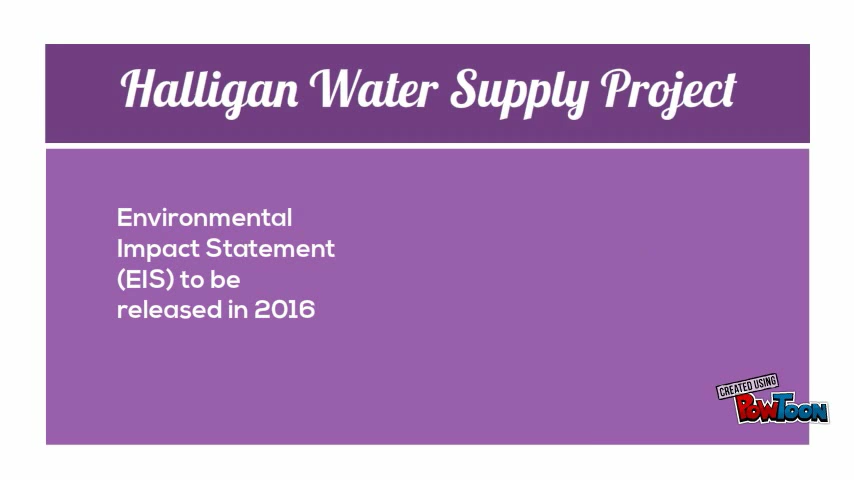 Halligan Water Supply Project
Environmental
Impact Statement
(EIS) to be
released in 2016
CREATED USING
POWTOON